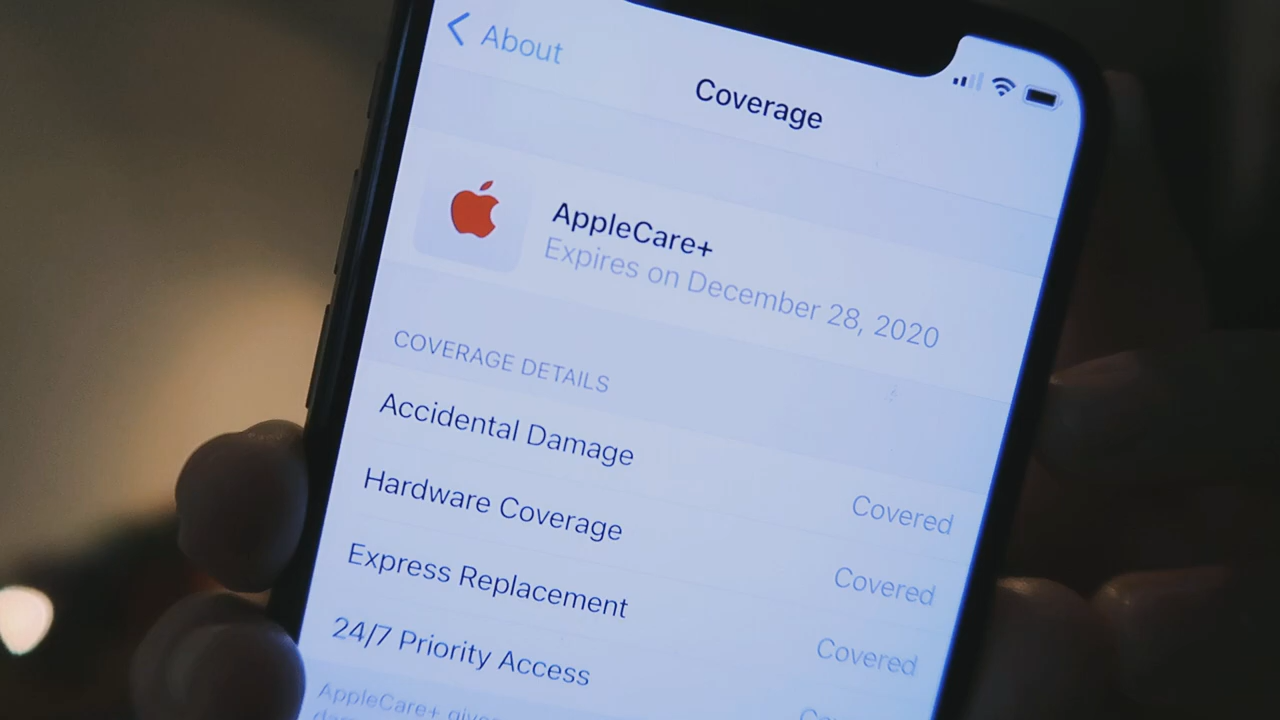 About
Coverage
AppleCare+
Expires on December 28, 2020
COVERAGE DETAILS
Accidental Damage
Covered
Hardware Coverage
Covered
Express Replacement
Covered
24/7 Priority Access
AppleCare+